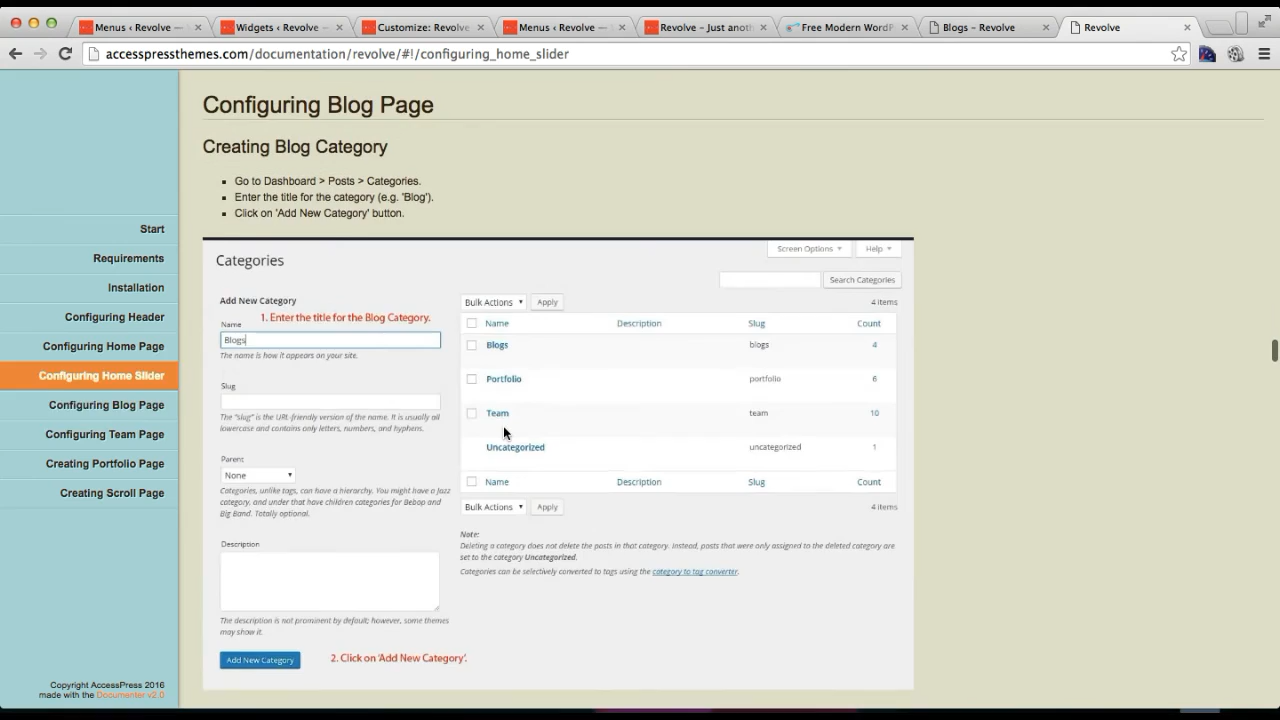 Menus ‹ Revolve —
Widgets ‹ Revolve —
Customize: Revolve
Menus ‹ Revolve —
Revolve – Just anoth
Free Modern WordP
Blogs – Revolve
Revolve
accesspressthemes.com/documentation/revolve/#!/configuring_home_slider
Start
Requirements
Installation
Configuring Header
Configuring Home Page
Configuring Home Slider
Configuring Blog Page
Configuring Team Page
Creating Portfolio Page
Creating Scroll Page
Copyright AccessPress 2016
made with the Documenter v2.0
Configuring Blog Page
Creating Blog Category
Go to Dashboard > Posts > Categories.
Enter the title for the category (e.g. 'Blog').
Click on 'Add New Category' button.
Screen Options
Help
Categories
Search Categories
Add New Category
1. Enter the title for the Blog Category.
Name
Blogs
The name is how it appears on your site.
Slug
The "slug" is the URL-friendly version of the name. It is usually all
lowercase and contains only letters, numbers, and hyphens.
Parent
None
Categories, unlike tags, can have a hierarchy. You might have a Jazz
category, and under that have children categories for Bebop and
Big Band. Totally optional.
Description
The description is not prominent by default; however, some themes
may show it.
Add New Category
2. Click on 'Add New Category'.
Bulk Actions Apply 4 items
Name Description Slug Count
Blogs blogs 4
Portfolio portfolio 6
Team team 10
Uncategorized uncategorized 1
Name Description Slug Count
Bulk Actions Apply 4 items
Note:
Deleting a category does not delete the posts in that category. Instead, posts that were only assigned to the deleted category are
set to the category Uncategorized.
Categories can be selectively converted to tags using the category to tag converter.